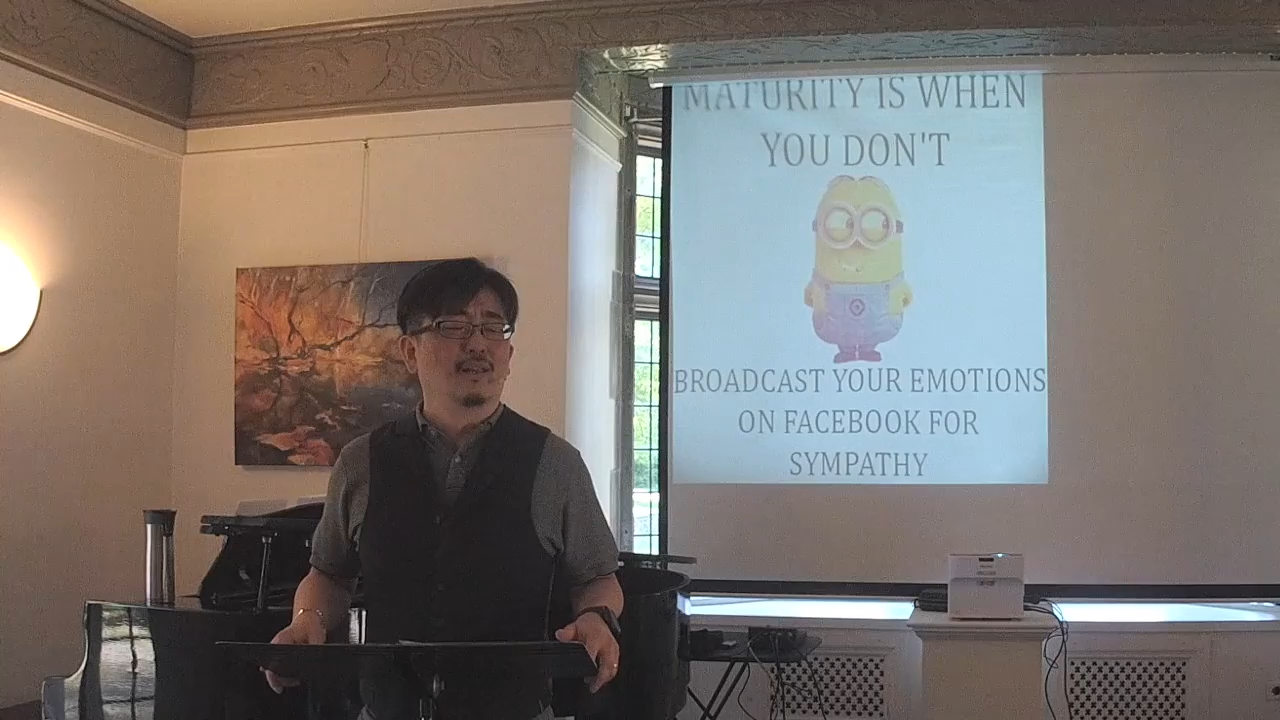 MATURITY IS WHEN
YOU DON'T
BROADCAST YOUR EMOTIONS
ON FACEBOOK FOR
SYMPATHY